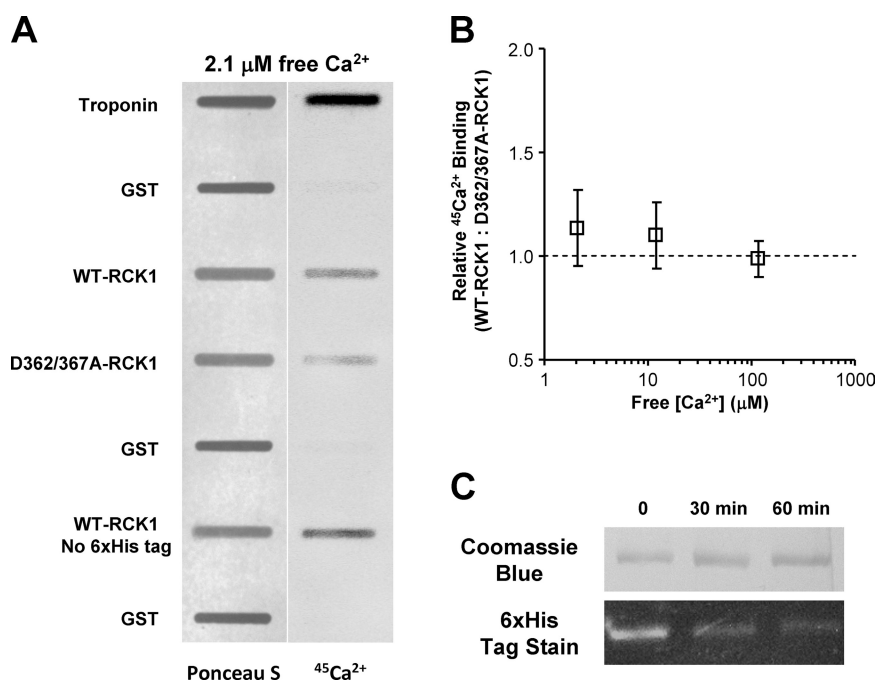 A
2.1 μM free Ca²⁺
Troponin
GST
WT-RCK1
D362/367A-RCK1
GST
WT-RCK1
No 6xHis tag
GST
Ponceau S
⁴⁵Ca²⁺
B
Relative ⁴⁵Ca²⁺ Binding
(WT-RCK1 : D362/367A-RCK1)
2.0
1.5
1.0
0.5
1
10
100
1000
Free [Ca²⁺] (μM)
C
0
30 min
60 min
Coomassie
Blue
6xHis
Tag Stain